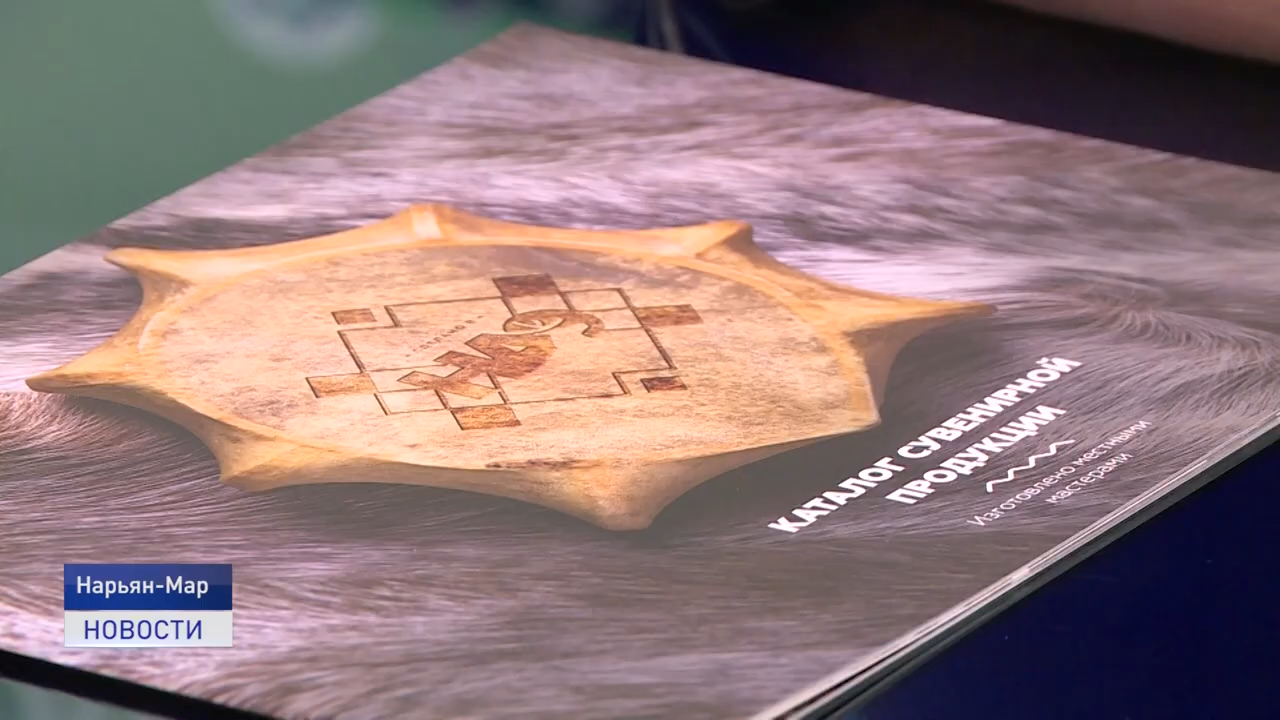 КАТАЛОГ СУВЕНИРНОЙ
ПРОДУКЦИИ
Изготовлено местными
мастерами
Нарьян-Мар
НОВОСТИ